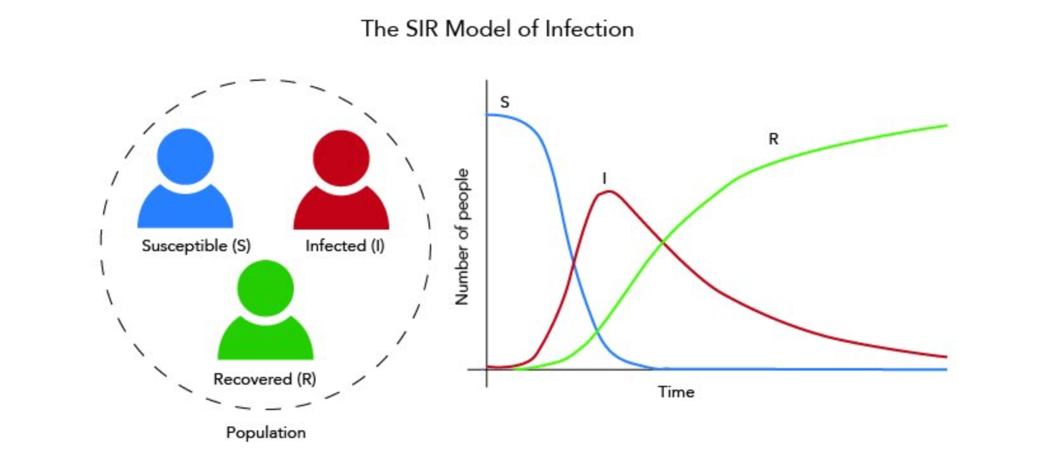 The SIR Model of Infection
Susceptible (S)
Infected (I)
Recovered (R)
Population
Number of people
S
I
R
Time